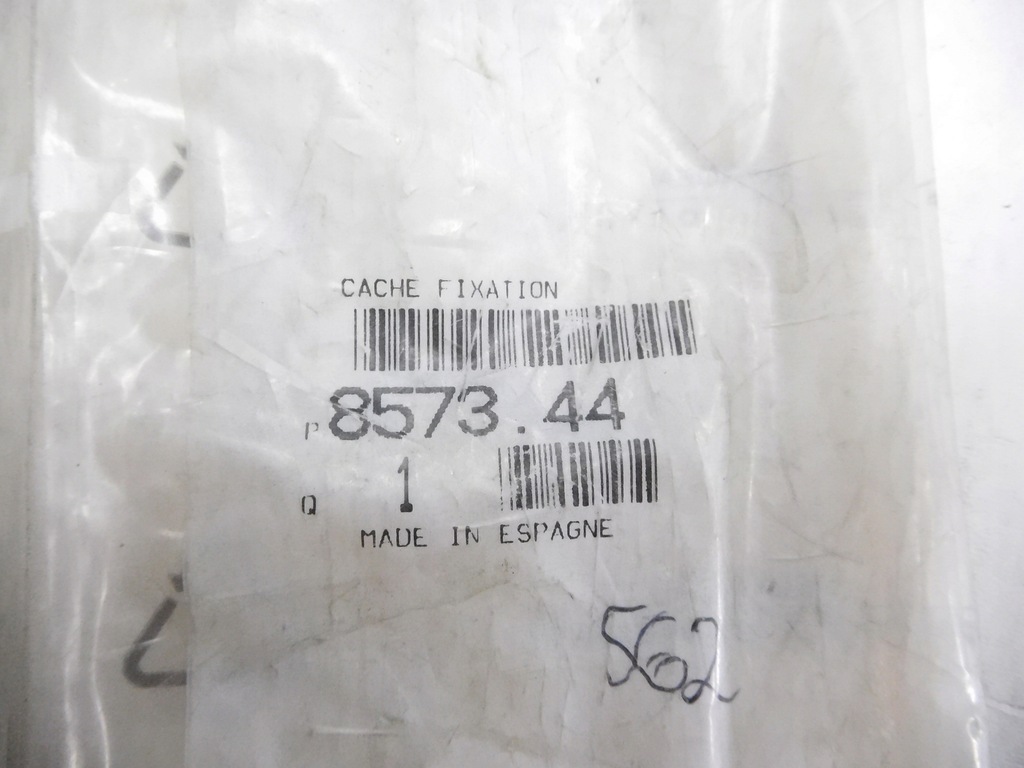 CACHE FIXATION
P 8573.44
Q 1
MADE IN ESPAGNE
562